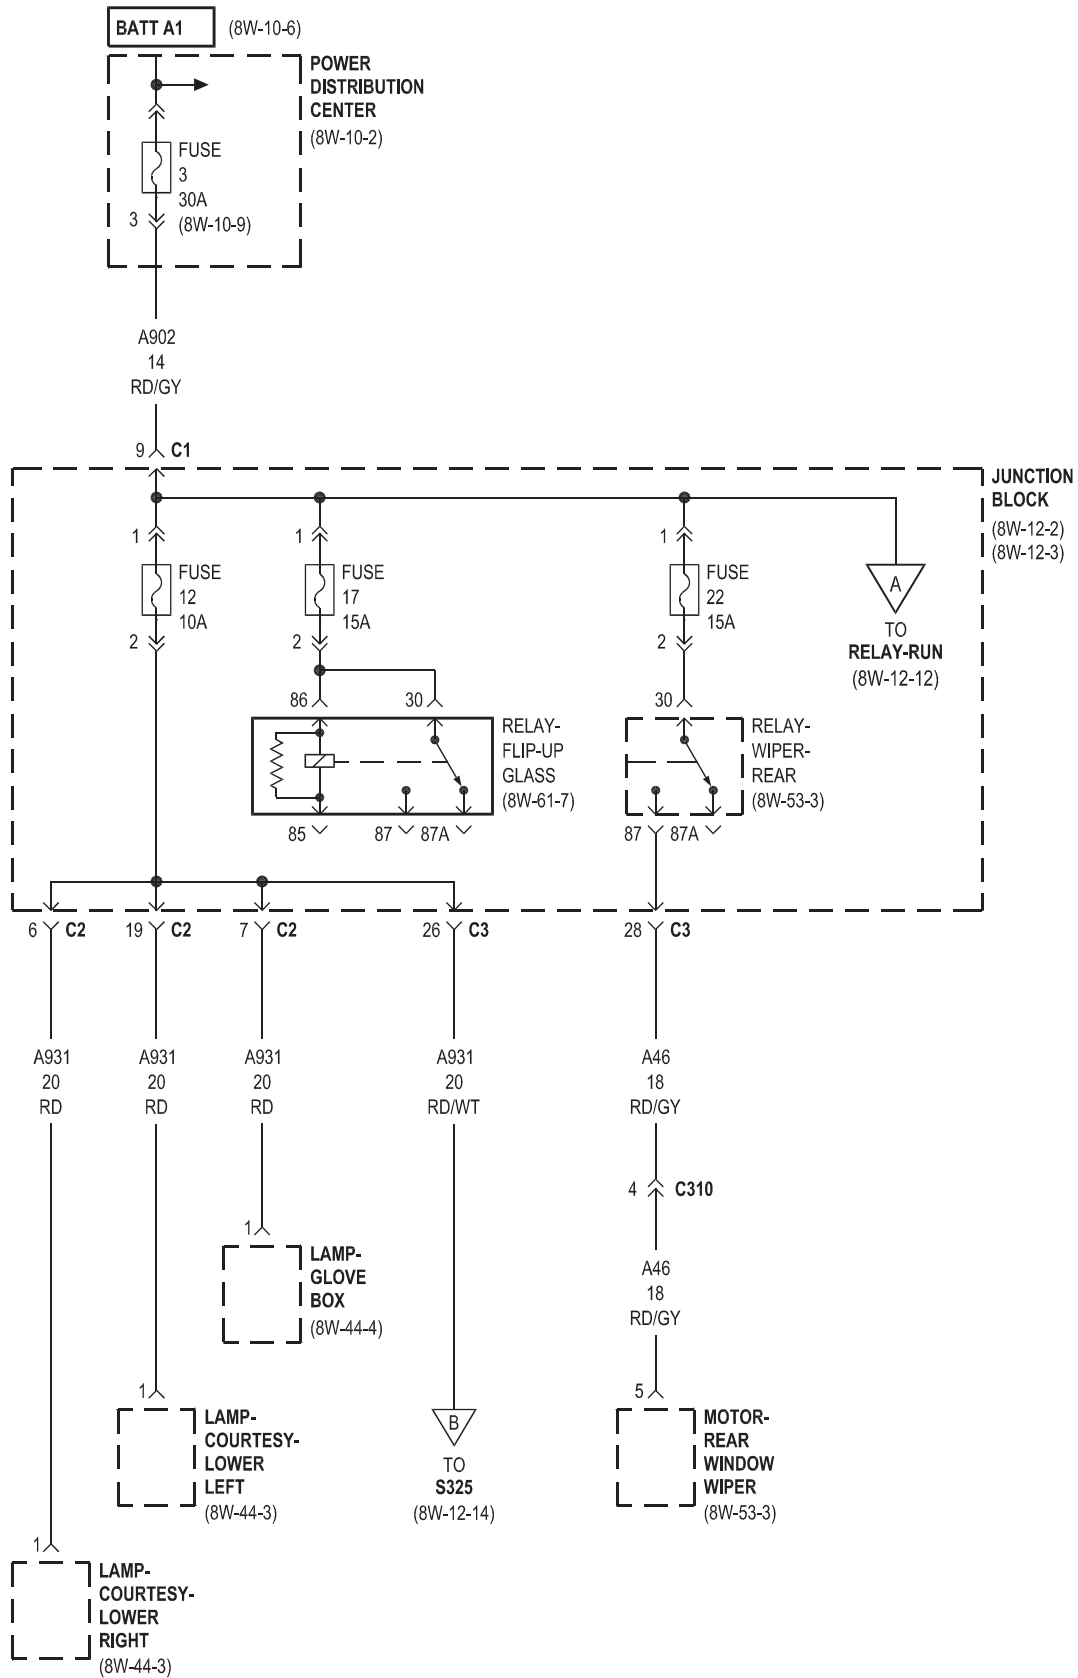 BATT A1 (8W-10-6)
POWER
DISTRIBUTION
CENTER
(8W-10-2)
FUSE
3
30A
(8W-10-9)
3
A902
14
RD/GY
9 C1
JUNCTION
BLOCK
(8W-12-2)
(8W-12-3)
1
FUSE
12
10A
2
1
FUSE
17
15A
2
1
FUSE
22
15A
2
A
TO
RELAY-RUN
(8W-12-12)
86 30
RELAY-
FLIP-UP
GLASS
(8W-61-7)
85 87 87A
30
RELAY-
WIPER-
REAR
(8W-53-3)
87 87A
6 C2
19 C2
7 C2
26 C3
28 C3
A931
20
RD
A931
20
RD
A931
20
RD
A931
20
RD/WT
A46
18
RD/GY
4 C310
A46
18
RD/GY
1
LAMP-
GLOVE
BOX
(8W-44-4)
1
LAMP-
COURTESY-
LOWER
LEFT
(8W-44-3)
B
TO
S325
(8W-12-14)
5
MOTOR-
REAR
WINDOW
WIPER
(8W-53-3)
1
LAMP-
COURTESY-
LOWER
RIGHT
(8W-44-3)